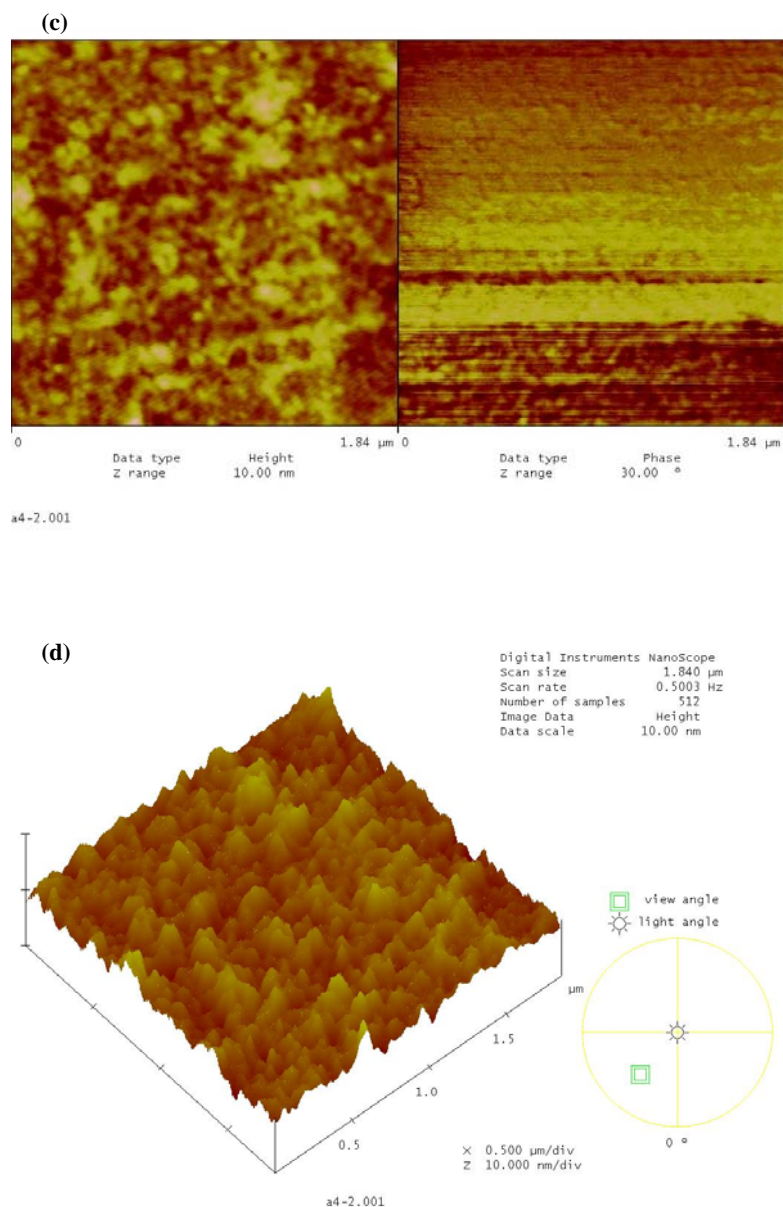 (c)
0 1.84 µm 0 1.84 µm
Data type Height Data type Phase
Z range 10.00 nm Z range 30.00 º
a4-2.001
(d)
Digital Instruments NanoScope
Scan size 1.840 µm
Scan rate 0.5003 Hz
Number of samples 512
Image Data Height
Data scale 10.00 nm
view angle
light angle
µm
1.5
1.0
0.5
X 0.500 µm/div
Z 10.000 nm/div
0 º
a4-2.001